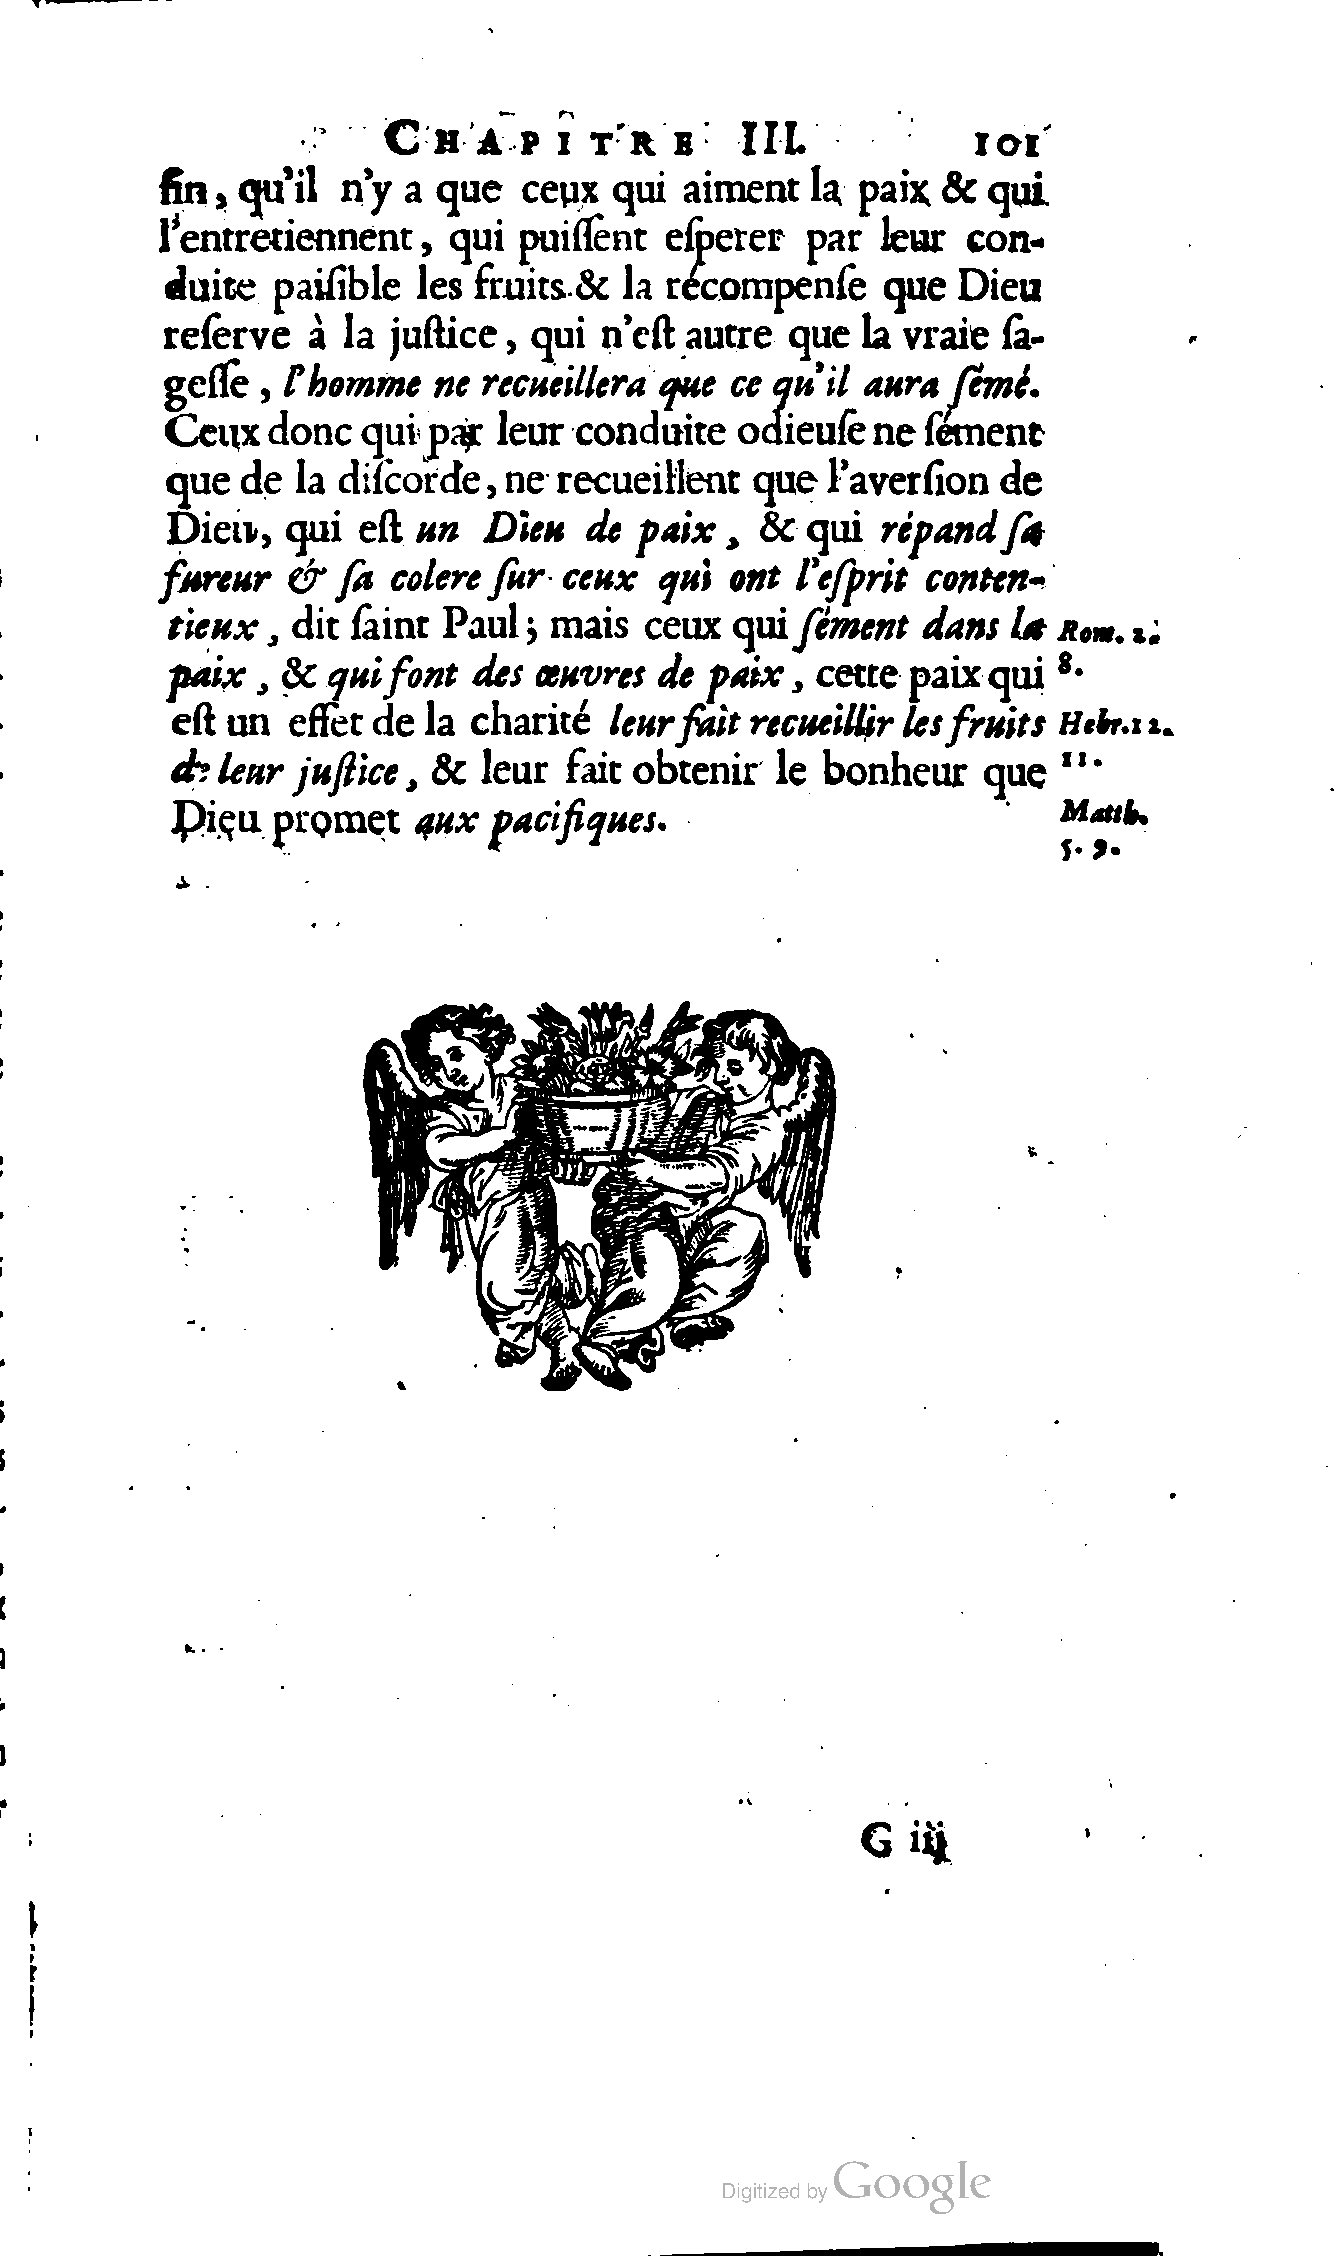 CHAPITRE III. 101
fin, qu'il n'y a que ceux qui aiment la paix & qui
l'entretiennent, qui puiſſent eſperer par leur con-
duite paiſible les fruits & la récompenſe que Dieu
reſerve à la juſtice, qui n'eſt autre que la vraie ſa-
geſſe, l'homme ne recueillera que ce qu'il aura ſémé.
Ceux donc qui par leur conduite odieuſe ne ſément
que de la diſcorde, ne recueillent que l'averſion de
Dieu, qui eſt un Dieu de paix, & qui répand ſa
fureur & ſa colere ſur ceux qui ont l'eſprit conten-
tieux, dit ſaint Paul; mais ceux qui ſément dans la
Rom. 2.
paix, & qui font des œuvres de paix, cette paix qui
8.
eſt un effet de la charité leur fait recueillir les fruits
Hebr. 12.
de leur juſtice, & leur fait obtenir le bonheur que
11.
Dieu promet aux pacifiques.
Matth.
5. 9.
G iij
Digitized by Google